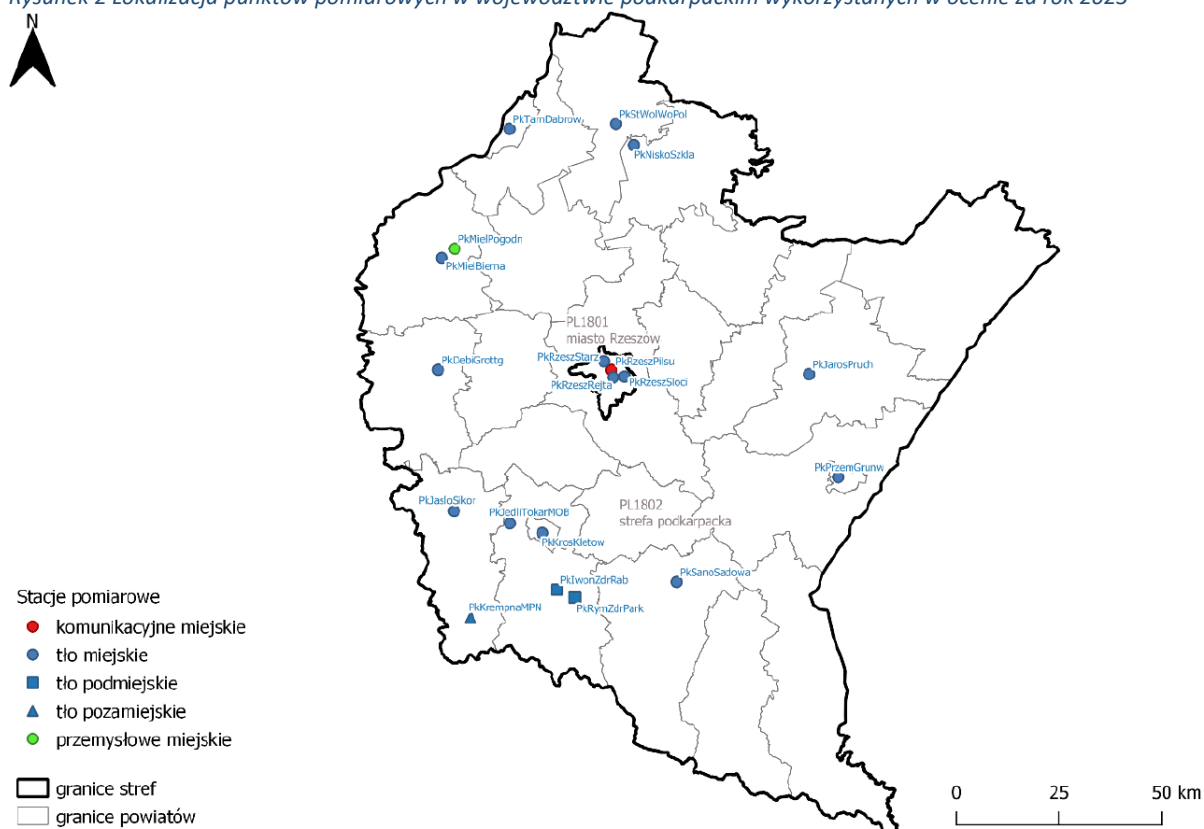 Rysunek 2 Lokalizacja punktów pomiarowych w województwie podkarpackim wykorzystanych w ocenie za rok 2023
N
PkTarnDabrow
PkStWolWoPol
PkNiskoSzkla
PkMielPogodn
PkMielBierna
PL1801
miasto Rzeszów
PkRzeszStarz
PkRzeszPilsu
PkDebiGrottg
PkJarosPruch
PkRzeszRejta
PkRzeszSloci
PkPrzemGrunw
PkJasloSikor
PkJedliTokarMOB
PL1802
strefa podkarpacka
PkKrosKletow
PkSanoSadowa
PkIwonZdrRab
PkRymZdrPark
PkKrempnaMPN
Stacje pomiarowe
komunikacyjne miejskie
tło miejskie
tło podmiejskie
tło pozamiejskie
przemysłowe miejskie
granice stref
granice powiatów
0 25 50 km